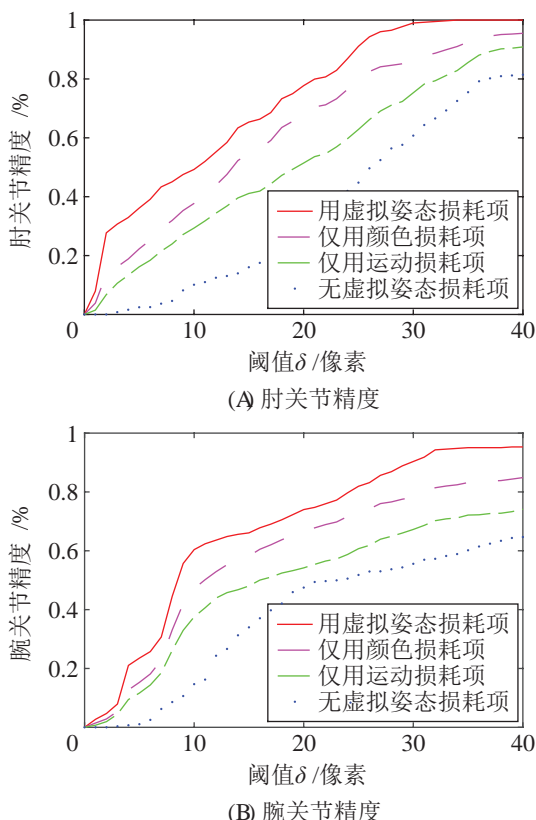 1
0.8
0.6
0.4
0.2
0 10 20 30 40
肘关节精度 /%
用虚拟姿态损耗项
仅用颜色损耗项
仅用运动损耗项
无虚拟姿态损耗项
阈值δ/像素
(A) 肘关节精度
1
0.8
0.6
0.4
0.2
0 10 20 30 40
腕关节精度 /%
用虚拟姿态损耗项
仅用颜色损耗项
仅用运动损耗项
无虚拟姿态损耗项
阈值δ/像素
(B) 腕关节精度